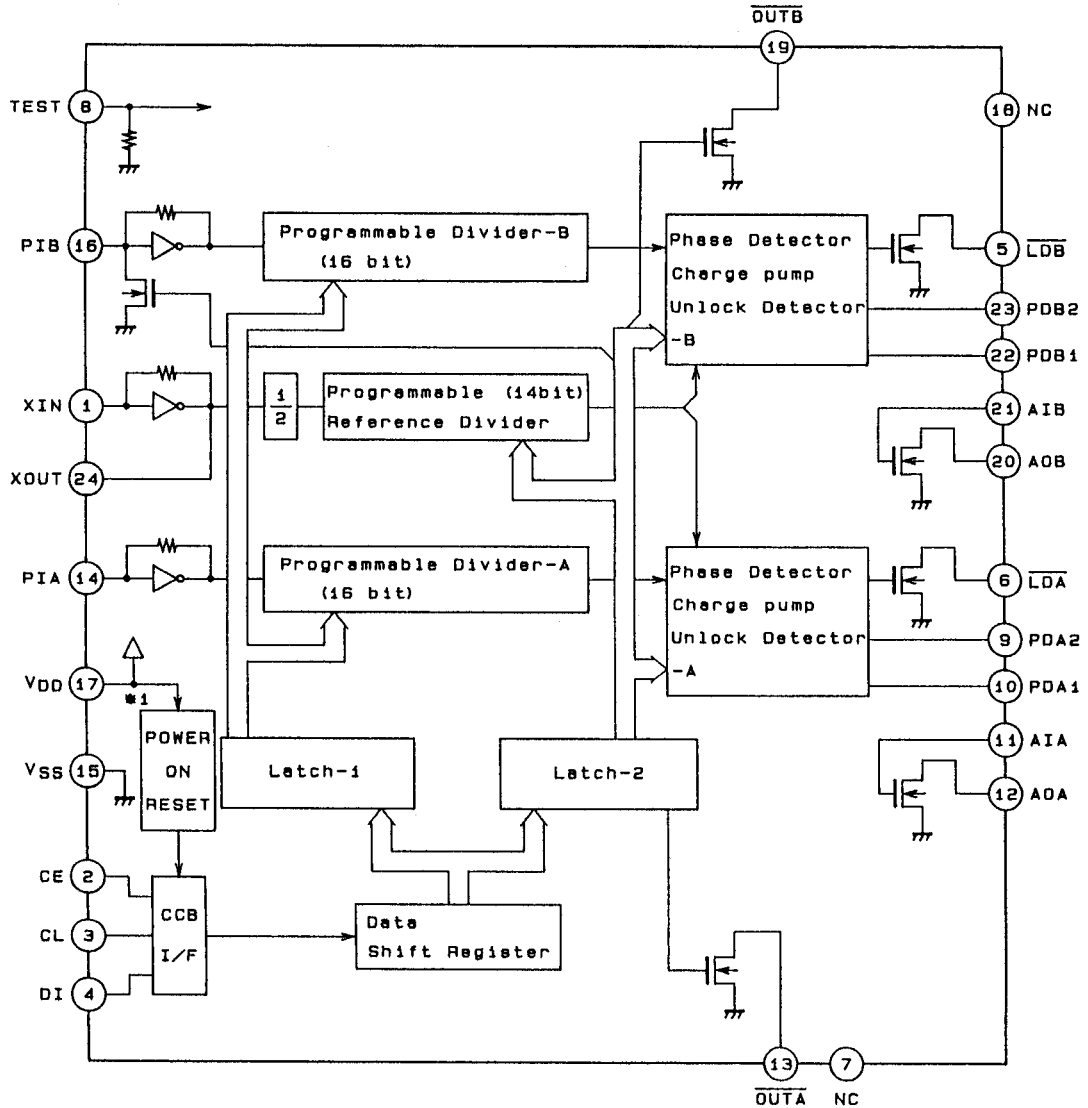 OUTB
19
TEST 8
18 NC
PIB 16
Programmable Divider-B
(16 bit)
Phase Detector
Charge pump
Unlock Detector
-B
5 LDB
23 PDB2
22 PDB1
XIN 1
1/2
Programmable (14bit)
Reference Divider
21 AIB
20 AOB
XOUT 24
PIA 14
Programmable Divider-A
(16 bit)
Phase Detector
Charge pump
Unlock Detector
-A
6 LDA
9 PDA2
10 PDA1
VDD 17
*1
POWER
ON
RESET
VSS 15
Latch-1
Latch-2
11 AIA
12 AOA
CE 2
CL 3
DI 4
CCB
I/F
Data
Shift Register
13
7
OUTA
NC